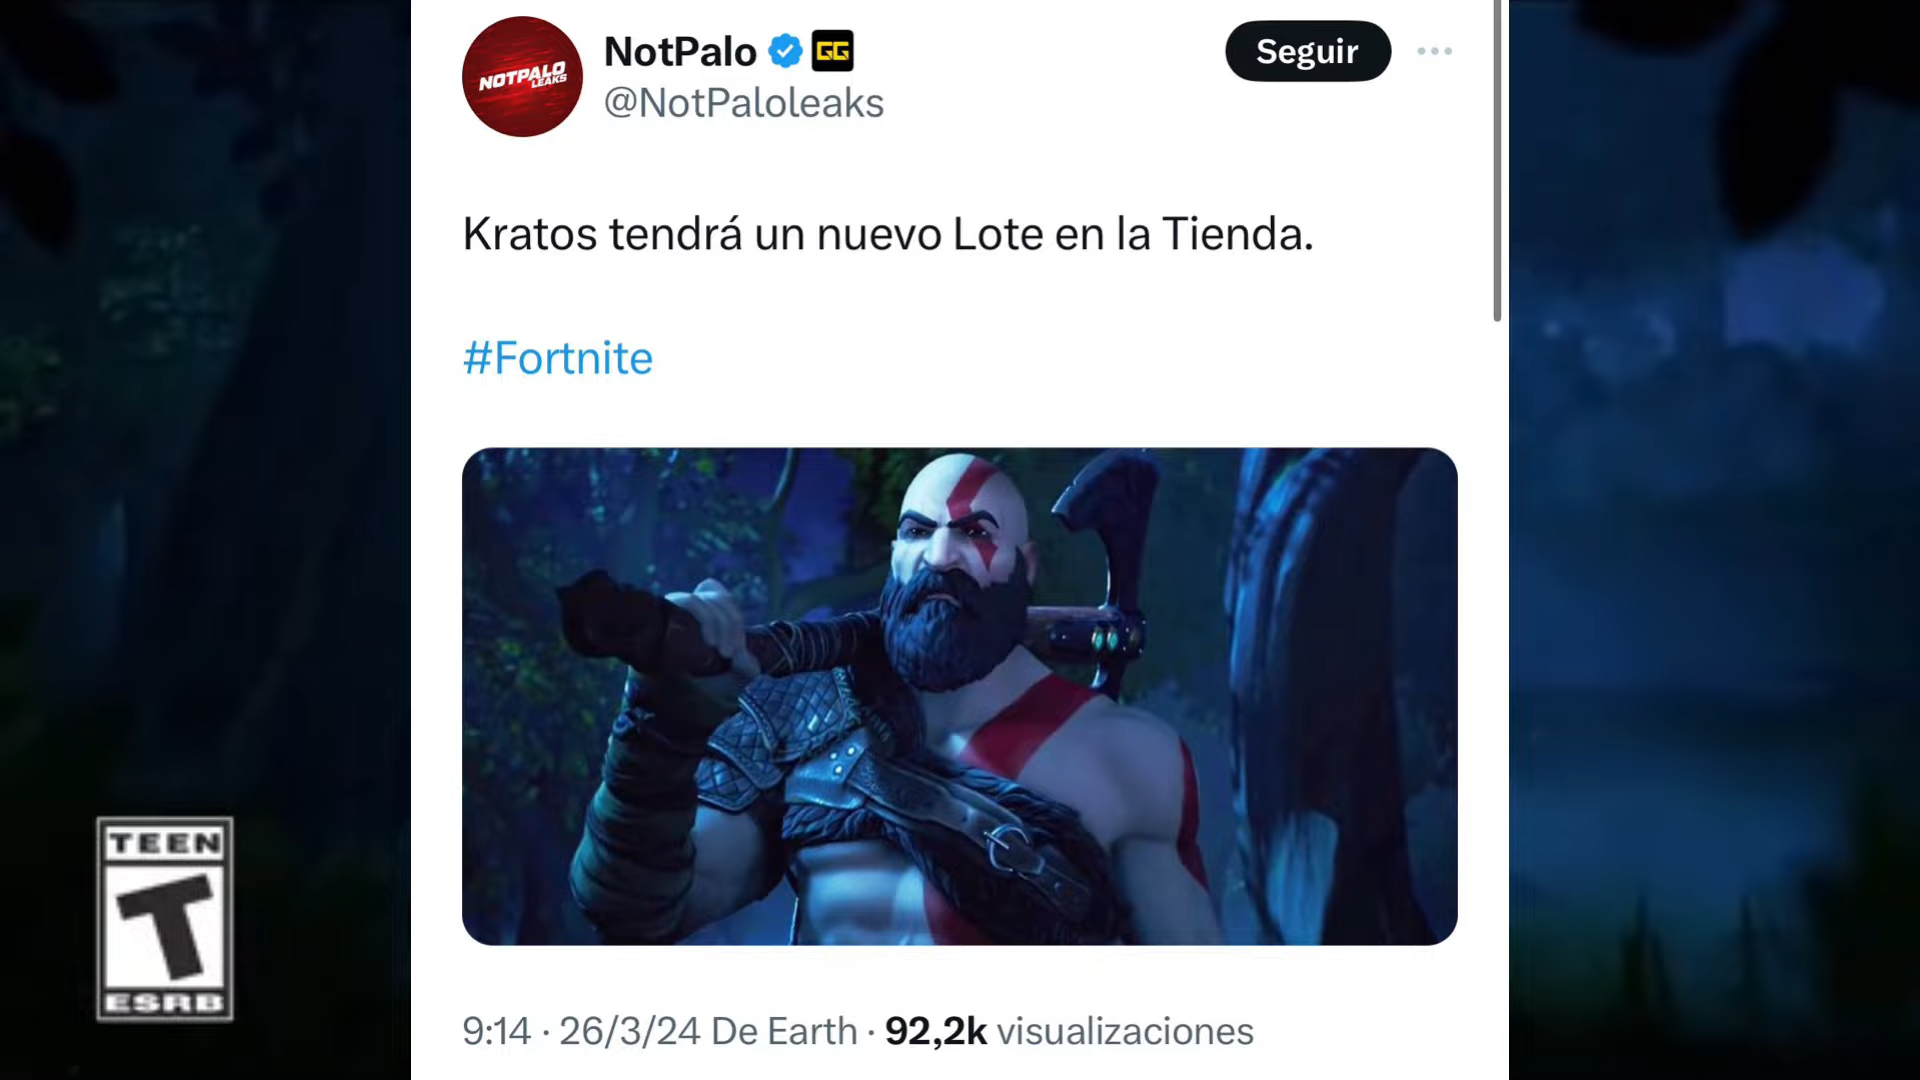 NotPalo GG
@NotPaloleaks
Seguir
NOTPALO
LEAKS
Kratos tendrá un nuevo Lote en la Tienda.
#Fortnite
TEEN
T
ESRB
9:14 · 26/3/24 De Earth · 92,2k visualizaciones